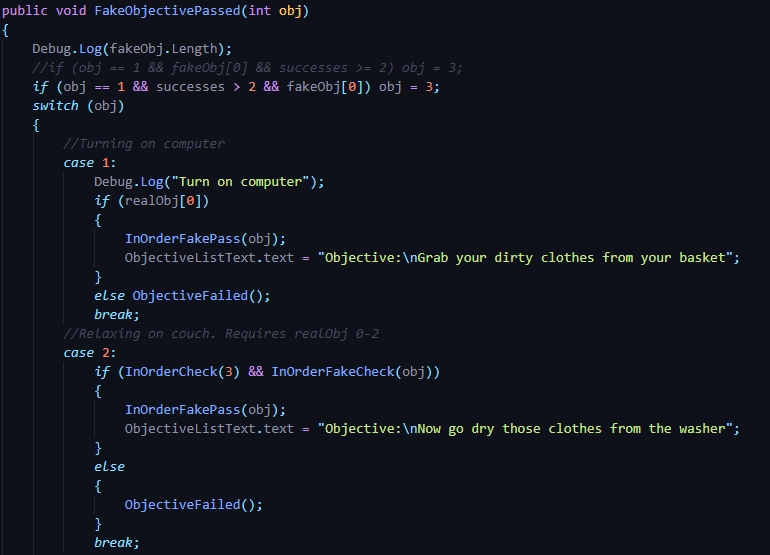 public void FakeObjectivePassed(int obj)
{
Debug.Log(fakeObj.Length);
//if (obj == 1 && fakeObj[0] && successes >= 2) obj = 3;
if (obj == 1 && successes > 2 && fakeObj[0]) obj = 3;
switch (obj)
{
//Turning on computer
case 1:
Debug.Log("Turn on computer");
if (realObj[0])
{
InOrderFakePass(obj);
ObjectiveListText.text = "Objective:\nGrab your dirty clothes from your basket";
}
else ObjectiveFailed();
break;
//Relaxing on couch. Requires realObj 0-2
case 2:
if (InOrderCheck(3) && InOrderFakeCheck(obj))
{
InOrderFakePass(obj);
ObjectiveListText.text = "Objective:\nNow go dry those clothes from the washer";
}
else
{
ObjectiveFailed();
}
break;